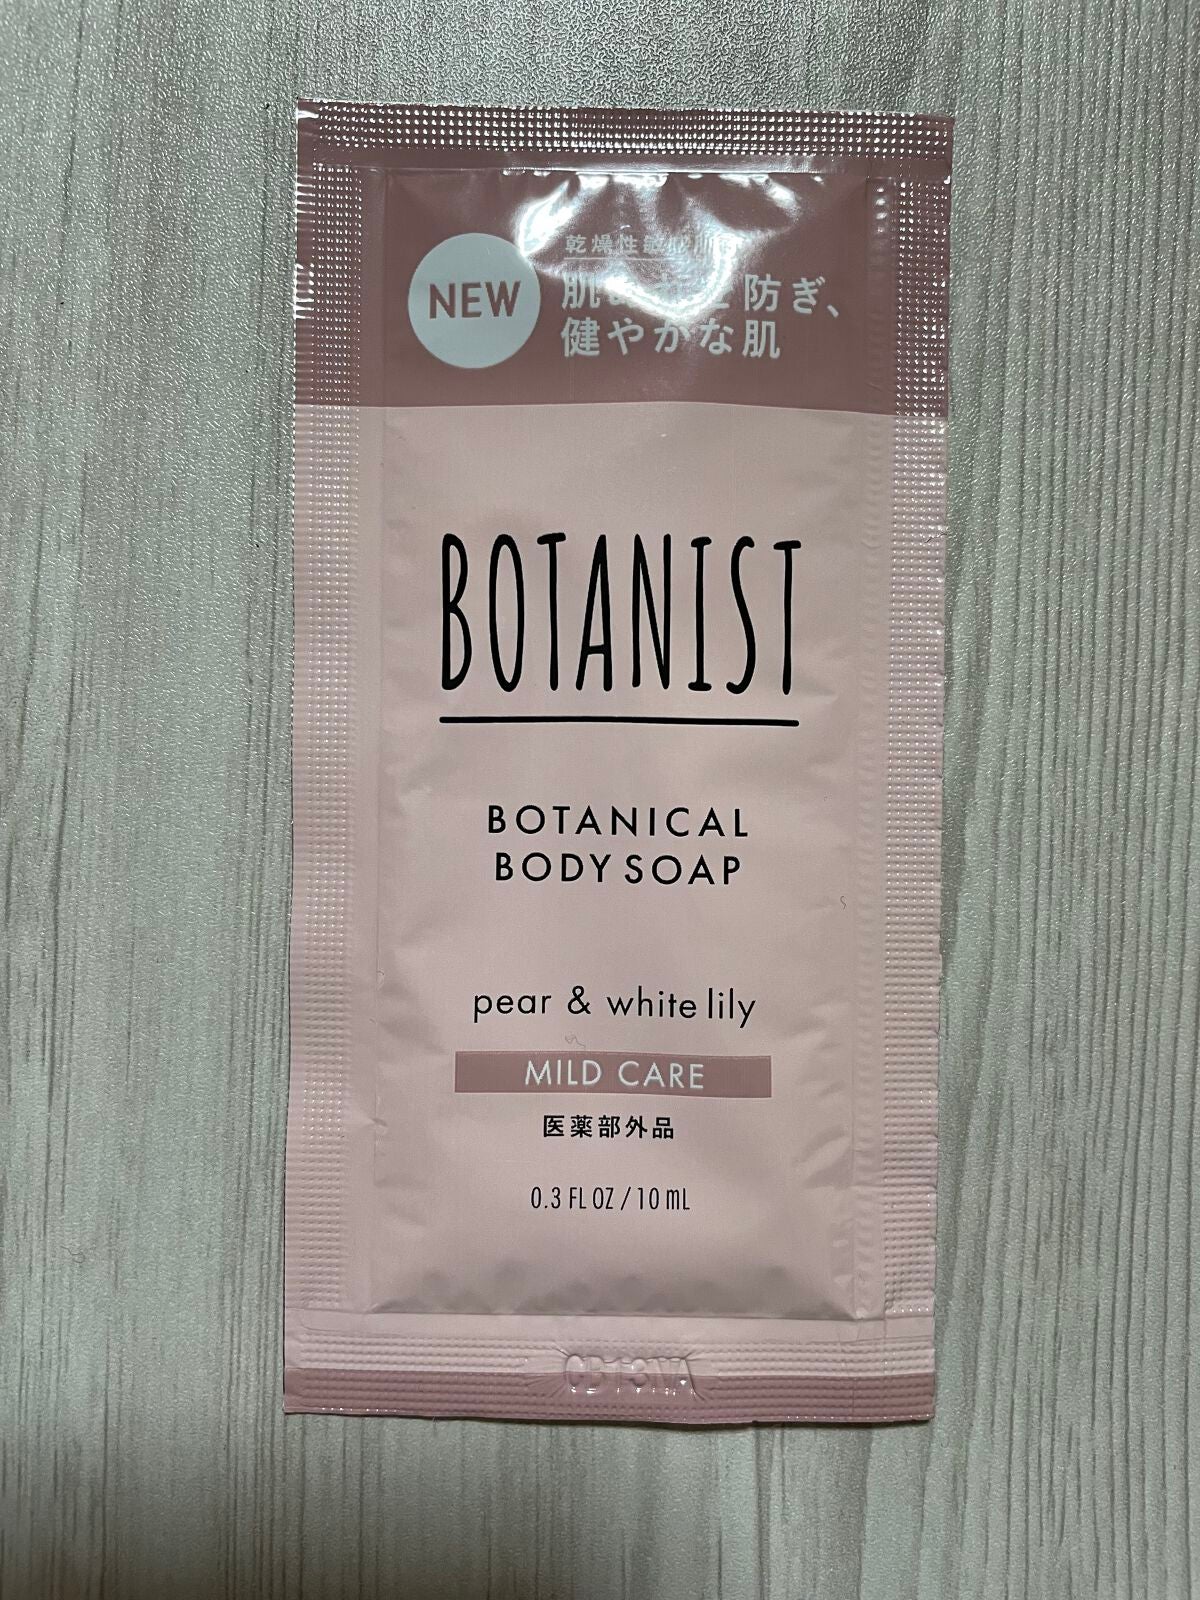 NEW
乾燥性敏感肌
肌あれを防ぎ、
健やかな肌
BOTANIST
BOTANICAL
BODY SOAP
pear & white lily
MILD CARE
医薬部外品
0.3 FL OZ / 10 mL
CB13VA